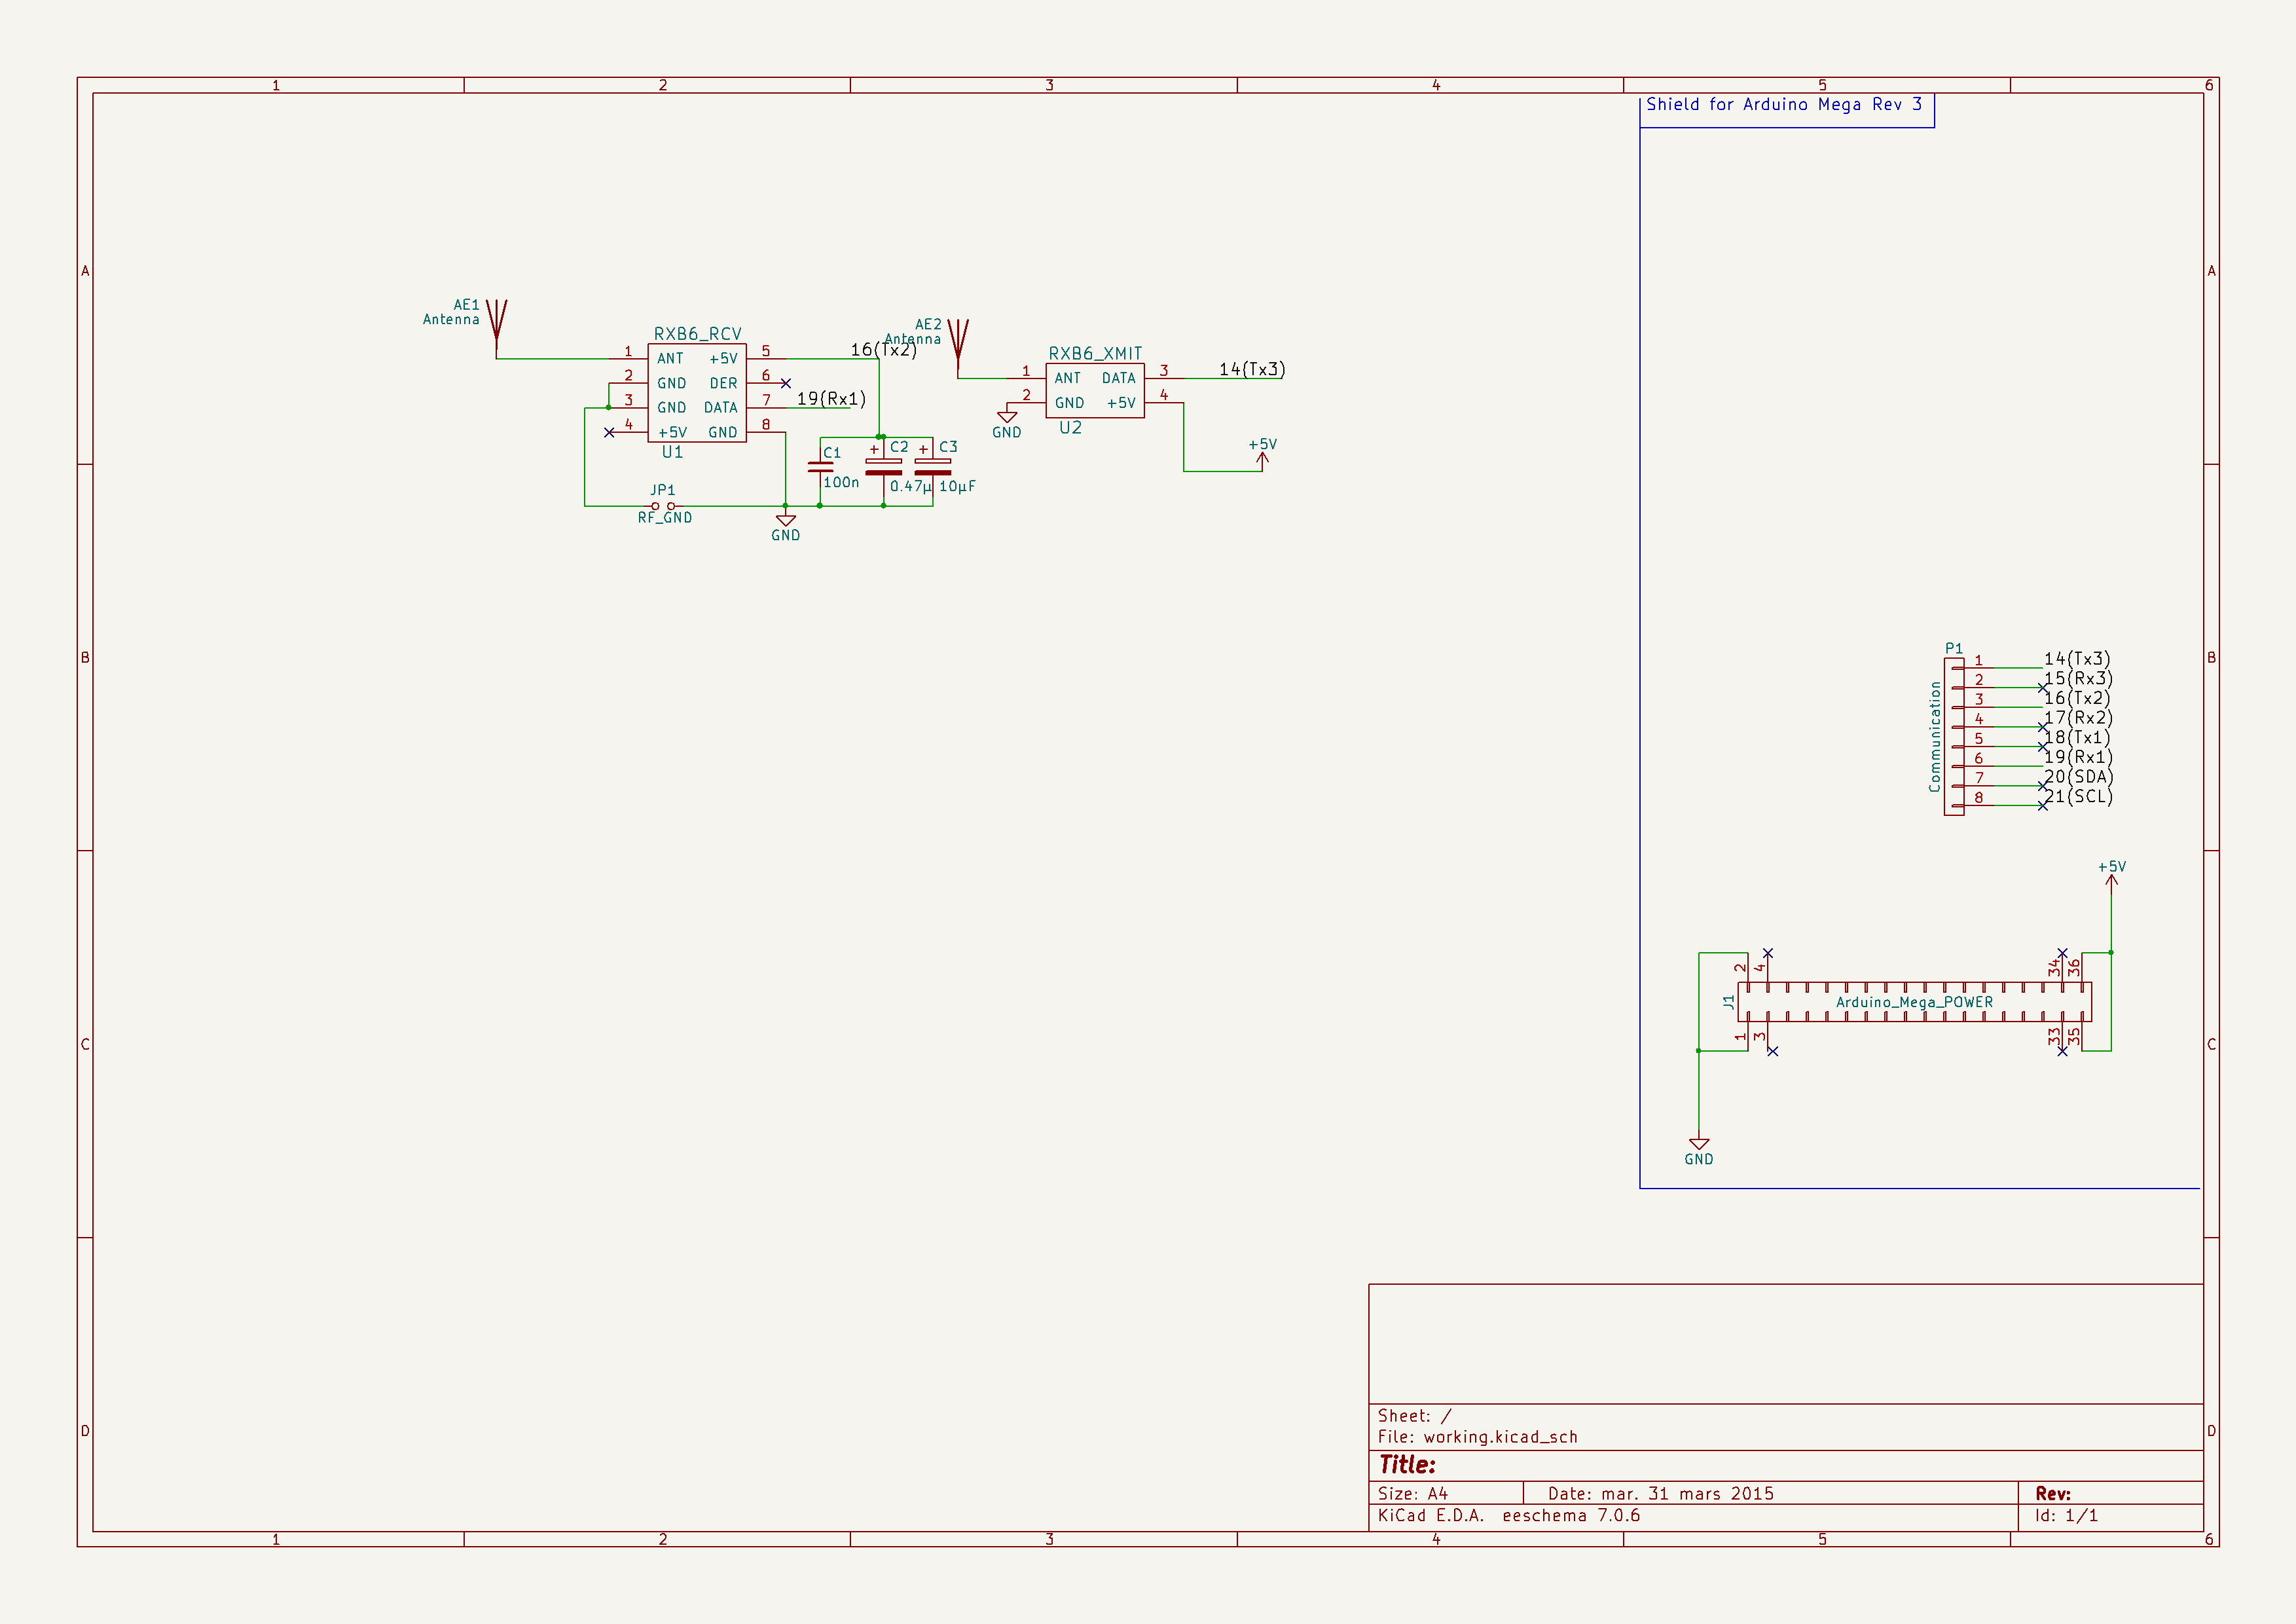 1 2 3 4 5 6
Shield for Arduino Mega Rev 3
A A
AE1
Antenna
RXB6_RCV
1 ANT +5V 5
2 GND DER 6
3 GND DATA 7
4 +5V GND 8
U1
16(Tx2)
19(Rx1)
AE2
Antenna
RXB6_XMIT
1 ANT DATA 3
2 GND +5V 4
U2
GND
14(Tx3)
+5V
C1
100n
C2
0.47µ
C3
10µF
JP1
RF_GND
GND
B B
P1
Communication
1 14(Tx3)
2 15(Rx3)
3 16(Tx2)
4 17(Rx2)
5 18(Tx1)
6 19(Rx1)
7 20(SDA)
8 21(SCL)
+5V
2 4 34 36
J1 Arduino_Mega_POWER
1 3 33 35
C C
GND
D D
Sheet: /
File: working.kicad_sch
Title:
Size: A4 Date: mar. 31 mars 2015 Rev:
KiCad E.D.A. eeschema 7.0.6 Id: 1/1
1 2 3 4 5 6